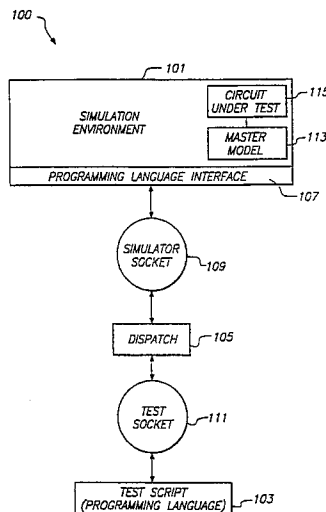 100
101
CIRCUIT
UNDER TEST
115
SIMULATION
ENVIRONMENT
MASTER
MODEL
113
PROGRAMMING LANGUAGE INTERFACE
107
SIMULATOR
SOCKET
109
DISPATCH
105
TEST
SOCKET
111
TEST SCRIPT
(PROGRAMMING LANGUAGE)
103